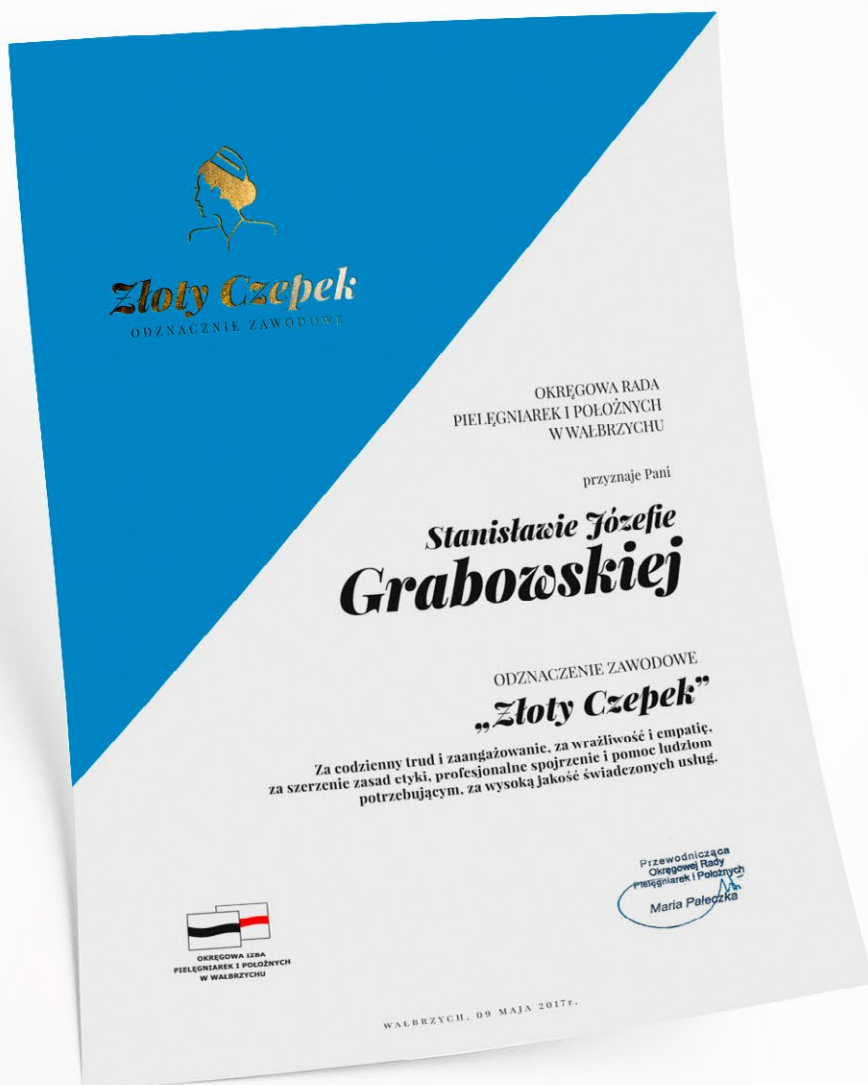 Złoty Czepek
ODZNACZNIE ZAWODOWE
OKRĘGOWA RADA
PIELĘGNIAREK I POŁOŻNYCH
W WAŁBRZYCHU
przyznaje Pani
Stanisławie Józefie
Grabowskiej
ODZNACZENIE ZAWODOWE
„Złoty Czepek”
Za codzienny trud i zaangażowanie, za wrażliwość i empatię,
za szerzenie zasad etyki, profesjonalne spojrzenie i pomoc ludziom
potrzebującym, za wysoką jakość świadczonych usług.
Przewodnicząca
Okręgowej Rady
Pielęgniarek i Położnych
Maria Pałeczka
OKRĘGOWA IZBA
PIELĘGNIAREK I POŁOŻNYCH
W WAŁBRZYCHU
WAŁBRZYCH, 09 MAJA 2017r.